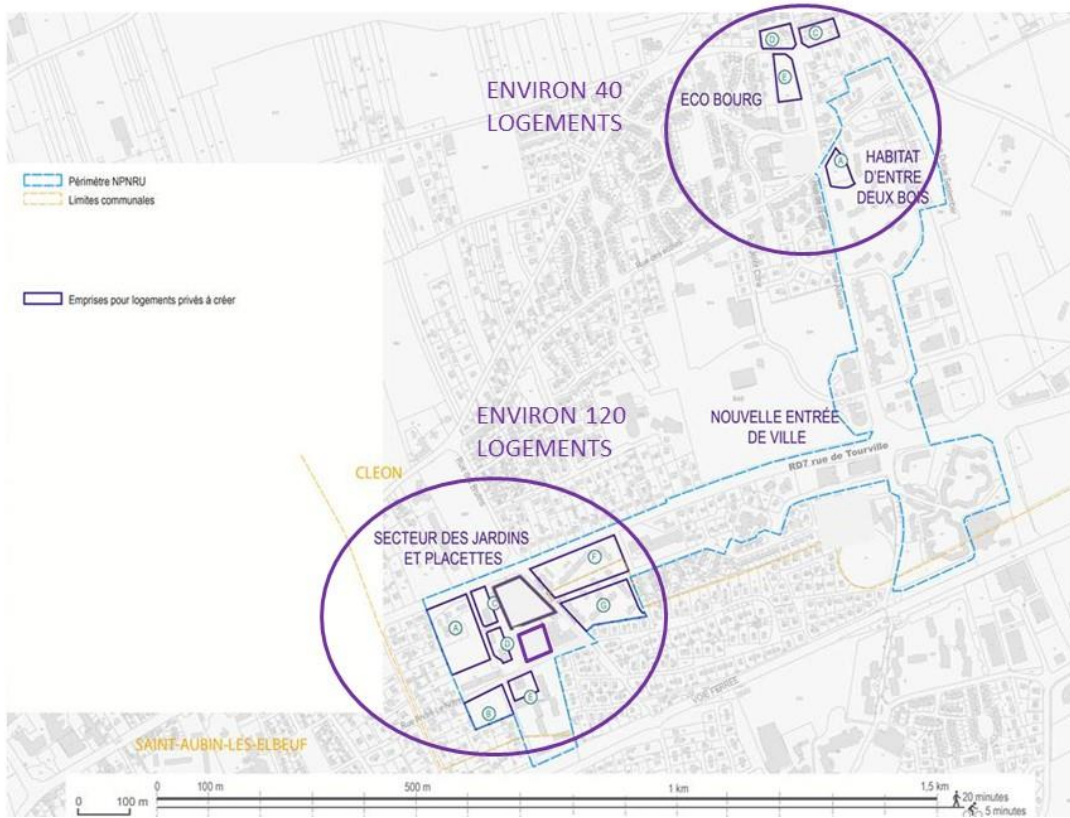 ENVIRON 40
LOGEMENTS
ECO BOURG
D
C
E
A
HABITAT
D'ENTRE
DEUX BOIS
Périmètre NPNRU
Limites communales
Emprises pour logements privés à créer
ENVIRON 120
LOGEMENTS
NOUVELLE ENTRÉE
DE VILLE
RD7 rue de Tourville
CLEON
SECTEUR DES JARDINS
ET PLACETTES
F
C
G
A
D
E
B
VOIE FERRÉE
SAINT-AUBIN-LES-ELBEUF
0 100 m
0 100 m 500 m 1 km 1,5 km
20 minutes
5 minutes